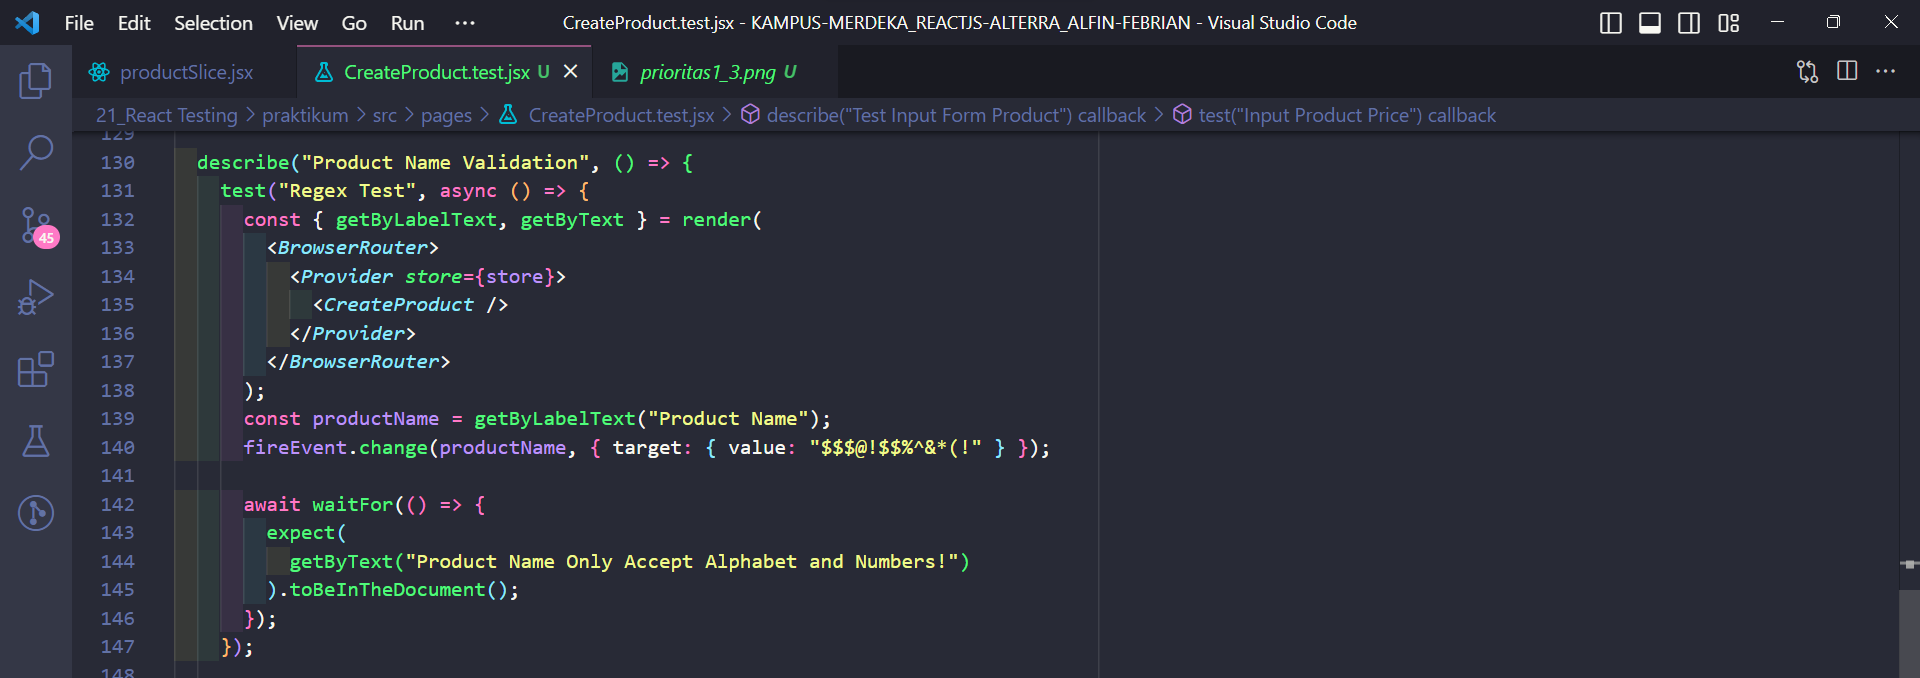 File Edit Selection View Go Run ··· CreateProduct.test.jsx - KAMPUS-MERDEKA_REACTJS-ALTERRA_ALFIN-FEBRIAN - Visual Studio Code
productSlice.jsx CreateProduct.test.jsx U prioritas1_3.png U
21_React Testing > praktikum > src > pages > CreateProduct.test.jsx > describe("Test Input Form Product") callback > test("Input Product Price") callback
129
130 describe("Product Name Validation", () => {
131 test("Regex Test", async () => {
132 const { getByLabelText, getByText } = render(
133 <BrowserRouter>
134 <Provider store={store}>
135 <CreateProduct />
136 </Provider>
137 </BrowserRouter>
138 );
139 const productName = getByLabelText("Product Name");
140 fireEvent.change(productName, { target: { value: "$$$@!$$%^&*(!" } });
141
142 await waitFor(() => {
143 expect(
144 getByText("Product Name Only Accept Alphabet and Numbers!")
145 ).toBeInTheDocument();
146 });
147 });
148
45